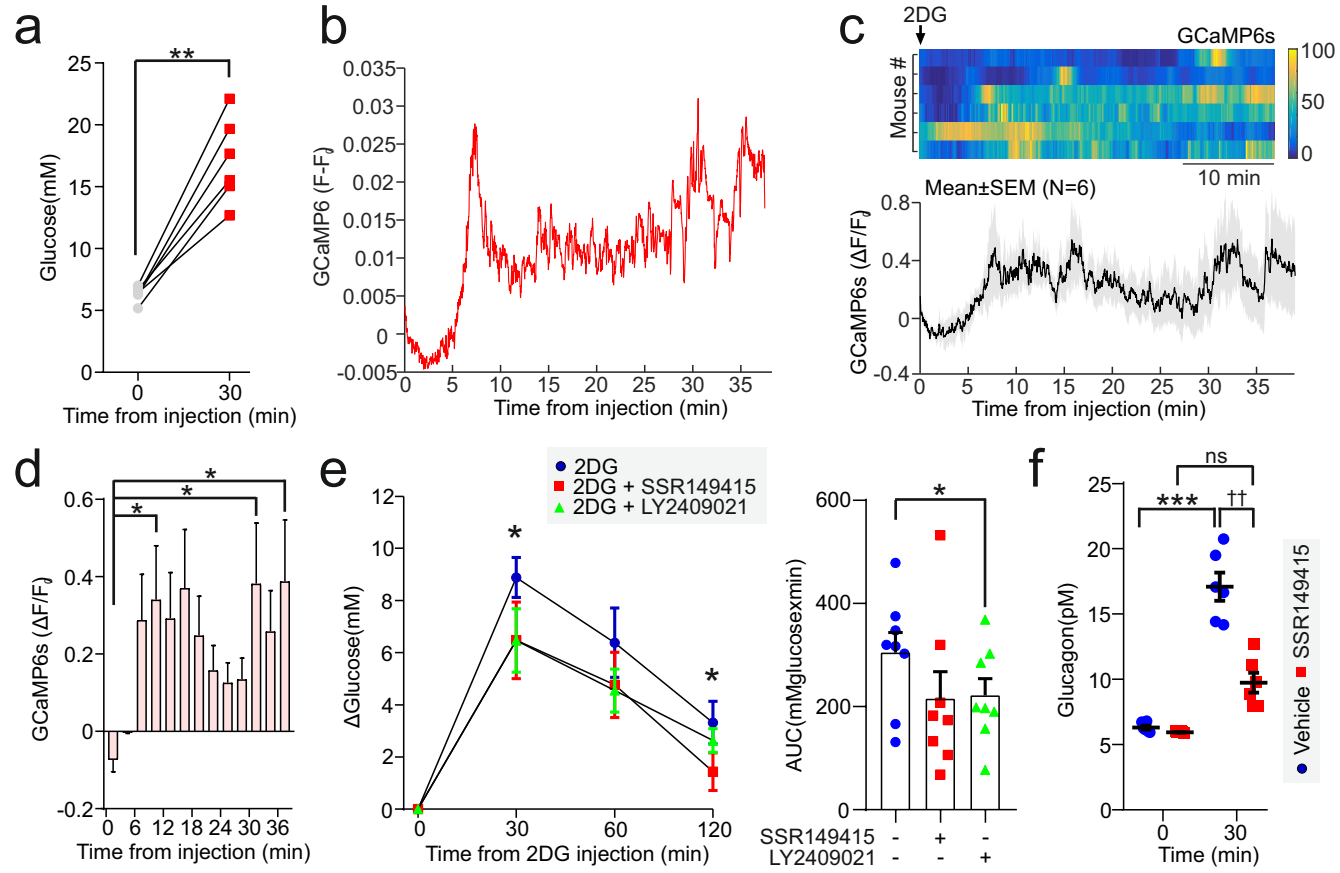 a
**
Glucose(mM)
25
20
15
10
5
0
0
30
Time from injection (min)
b
GCaMP6 (F-F₀)
0.035
0.03
0.025
0.02
0.015
0.01
0.005
0
-0.005
0
5
10
15
20
25
30
35
Time from injection (min)
c
2DG
GCaMP6s
Mouse #
100
50
0
10 min
Mean±SEM (N=6)
GCaMP6s (ΔF/F₀)
0.8
0.4
0
-0.4
0
5
10
15
20
25
30
35
Time from injection (min)
d
*
*
*
GCaMP6s (ΔF/F₀)
0.6
0.4
0.2
0
-0.2
0
6
12
18
24
30
36
Time from injection (min)
e
2DG
2DG + SSR149415
2DG + LY2409021
ΔGlucose(mM)
12
10
8
6
4
2
0
*
*
0
30
60
120
Time from 2DG injection (min)
AUC(mMglucosexmin)
600
400
200
0
*
SSR149415 - + -
LY2409021 - - +
f
ns
***
††
Glucagon(pM)
25
20
15
10
5
0
0
30
Time (min)
Vehicle
SSR149415